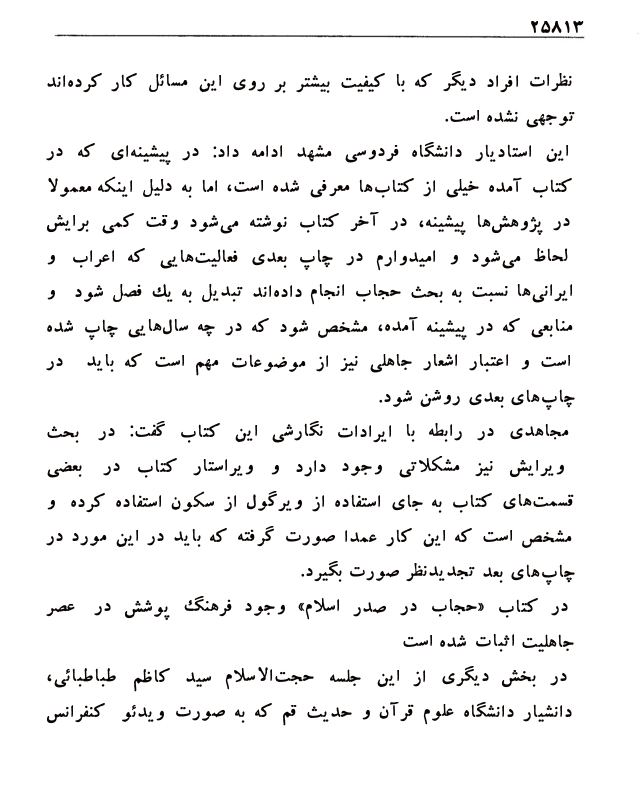 ۲۵۸۱۳
نظرات افراد دیگر که با کیفیت بیشتر بر روی این مسائل کار کرده‌اند
توجهی نشده است.
این استادیار دانشگاه فردوسی مشهد ادامه داد: در پیشینه‌ای که در
کتاب آمده خیلی از کتاب‌ها معرفی شده است، اما به دلیل اینکه معمولا
در پژوهش‌ها پیشینه، در آخر کتاب نوشته می‌شود وقت کمی برایش
لحاظ می‌شود و امیدوارم در چاپ بعدی فعالیت‌هایی که اعراب و
ایرانی‌ها نسبت به بحث حجاب انجام داده‌اند تبدیل به یك فصل شود و
منابعی که در پیشینه آمده، مشخص شود که در چه سال‌هایی چاپ شده
است و اعتبار اشعار جاهلی نیز از موضوعات مهم است که باید در
چاپ‌های بعدی روشن شود.
مجاهدی در رابطه با ایرادات نگارشی این کتاب گفت: در بحث
ویرایش نیز مشکلاتی وجود دارد و ویراستار کتاب در بعضی
قسمت‌های کتاب به جای استفاده از ویرگول از سکون استفاده کرده و
مشخص است که این کار عمدا صورت گرفته که باید در این مورد در
چاپ‌های بعد تجدیدنظر صورت بگیرد.
در کتاب «حجاب در صدر اسلام» وجود فرهنگ پوشش در عصر
جاهلیت اثبات شده است
در بخش دیگری از این جلسه حجت‌الاسلام سید کاظم طباطبائی،
دانشیار دانشگاه علوم قرآن و حدیث قم که به صورت ویدئو کنفرانس